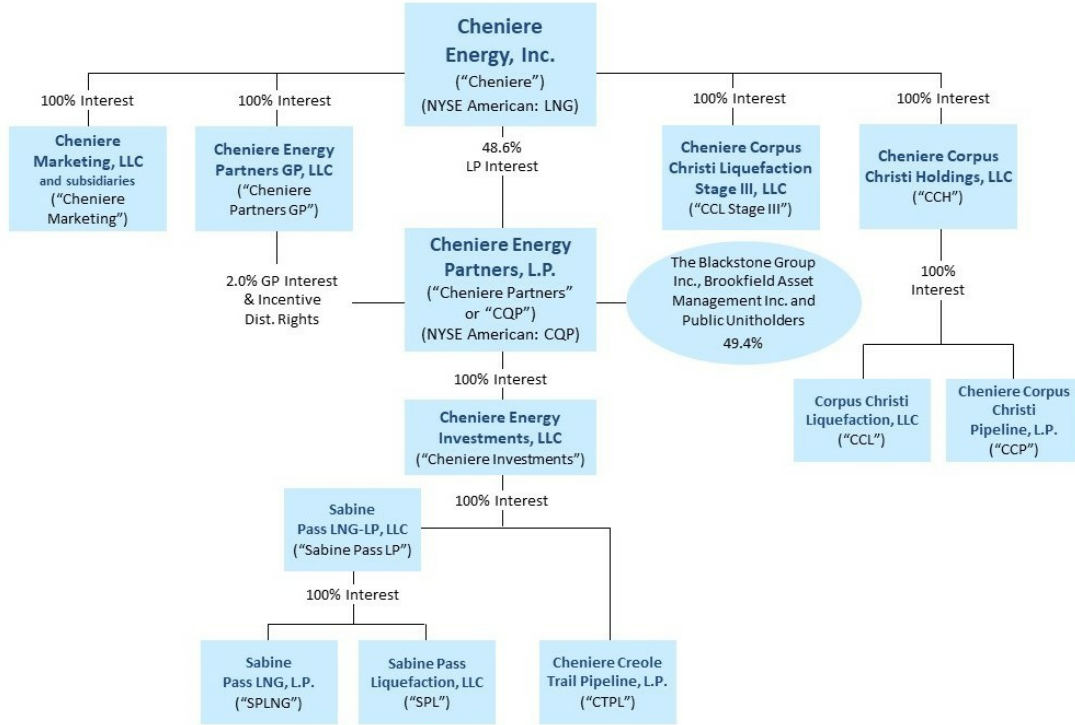 Cheniere
Energy, Inc.
(“Cheniere”)
(NYSE American: LNG)
100% Interest
100% Interest
100% Interest
100% Interest
Cheniere
Marketing, LLC
and subsidiaries
(“Cheniere
Marketing”)
Cheniere Energy
Partners GP, LLC
(“Cheniere
Partners GP”)
48.6%
LP Interest
Cheniere Corpus
Christi Liquefaction
Stage III, LLC
(“CCL Stage III”)
Cheniere Corpus
Christi Holdings, LLC
(“CCH”)
2.0% GP Interest
& Incentive
Dist. Rights
Cheniere Energy
Partners, L.P.
(“Cheniere Partners”
or “CQP”)
(NYSE American: CQP)
The Blackstone Group
Inc., Brookfield Asset
Management Inc. and
Public Unitholders
49.4%
100%
Interest
100% Interest
Cheniere Energy
Investments, LLC
(“Cheniere Investments”)
Corpus Christi
Liquefaction, LLC
(“CCL”)
Cheniere Corpus
Christi
Pipeline, L.P.
(“CCP”)
100% Interest
Sabine
Pass LNG-LP, LLC
(“Sabine Pass LP”)
100% Interest
Sabine
Pass LNG, L.P.
(“SPLNG”)
Sabine Pass
Liquefaction, LLC
(“SPL”)
Cheniere Creole
Trail Pipeline, L.P.
(“CTPL”)